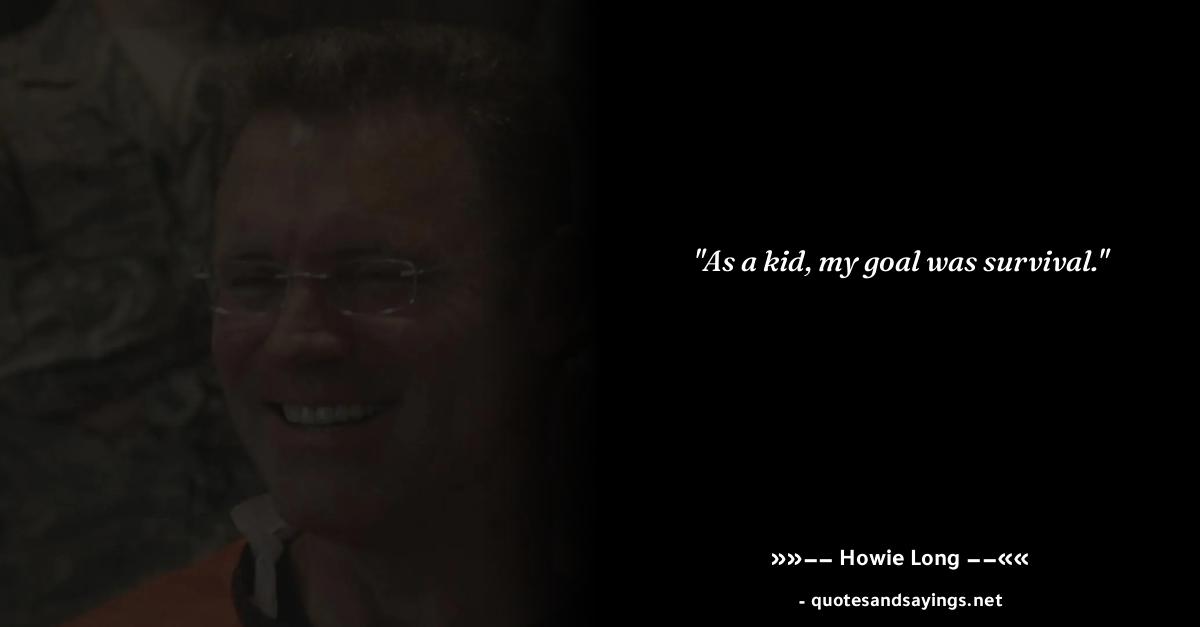 "As a kid, my goal was survival."
»»−− Howie Long −−««
- quotesandsayings.net